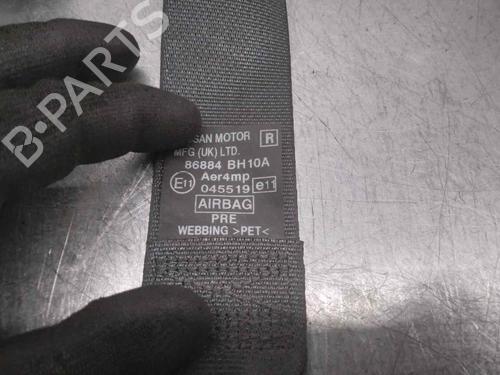 B-PARTS
SAN MOTOR R
MFG (UK) LTD.
86884 BH10A
Aer4mp
E11 045519 e11
AIRBAG
PRE
WEBBING >PET<